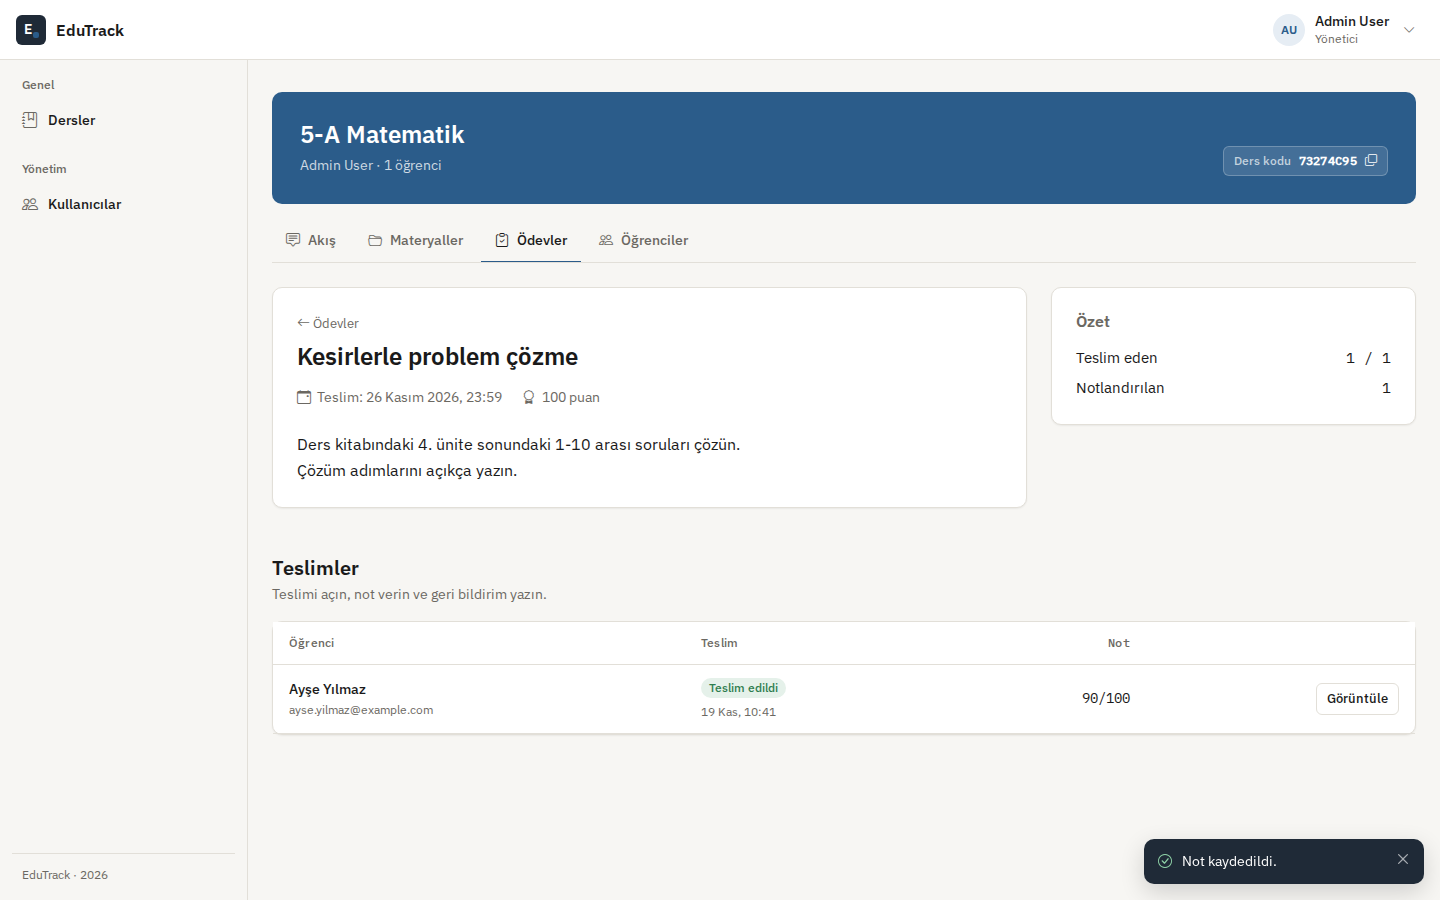 E. EduTrack
AU Admin User
Yönetici
Genel
Dersler
Yönetim
Kullanıcılar
EduTrack · 2026
5-A Matematik
Admin User · 1 öğrenci
Ders kodu 73274C95
Akış Materyaller Ödevler Öğrenciler
← Ödevler
Kesirlerle problem çözme
Teslim: 26 Kasım 2026, 23:59 100 puan
Ders kitabındaki 4. ünite sonundaki 1-10 arası soruları çözün.
Çözüm adımlarını açıkça yazın.
Özet
Teslim eden 1 / 1
Notlandırılan 1
Teslimler
Teslimi açın, not verin ve geri bildirim yazın.
Öğrenci Teslim Not
Ayşe Yılmaz
ayse.yilmaz@example.com
Teslim edildi
19 Kas, 10:41
90/100
Görüntüle
Not kaydedildi.